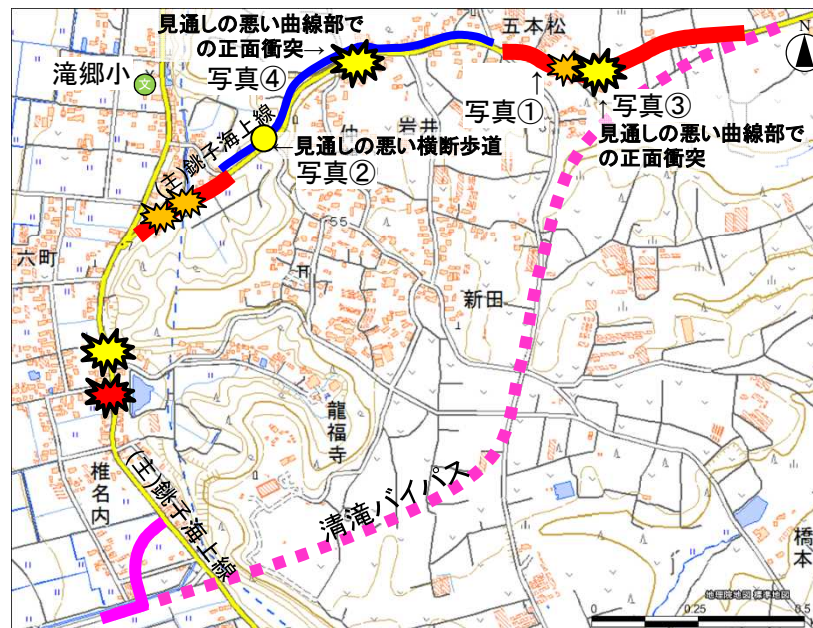 見通しの悪い曲線部で
の正面衝突→
写真④
五本松
N
滝郷小
文
写真①
写真③
見通しの悪い曲線部で
の正面衝突
岩井
仲
←見通しの悪い横断歩道
写真②
(主)銚子海上線
55
六町
新田
龍福寺
椎名内
(主)銚子海上線
清滝バイパス
橋本
地理院地図 標準地図
0
0.25
0.5